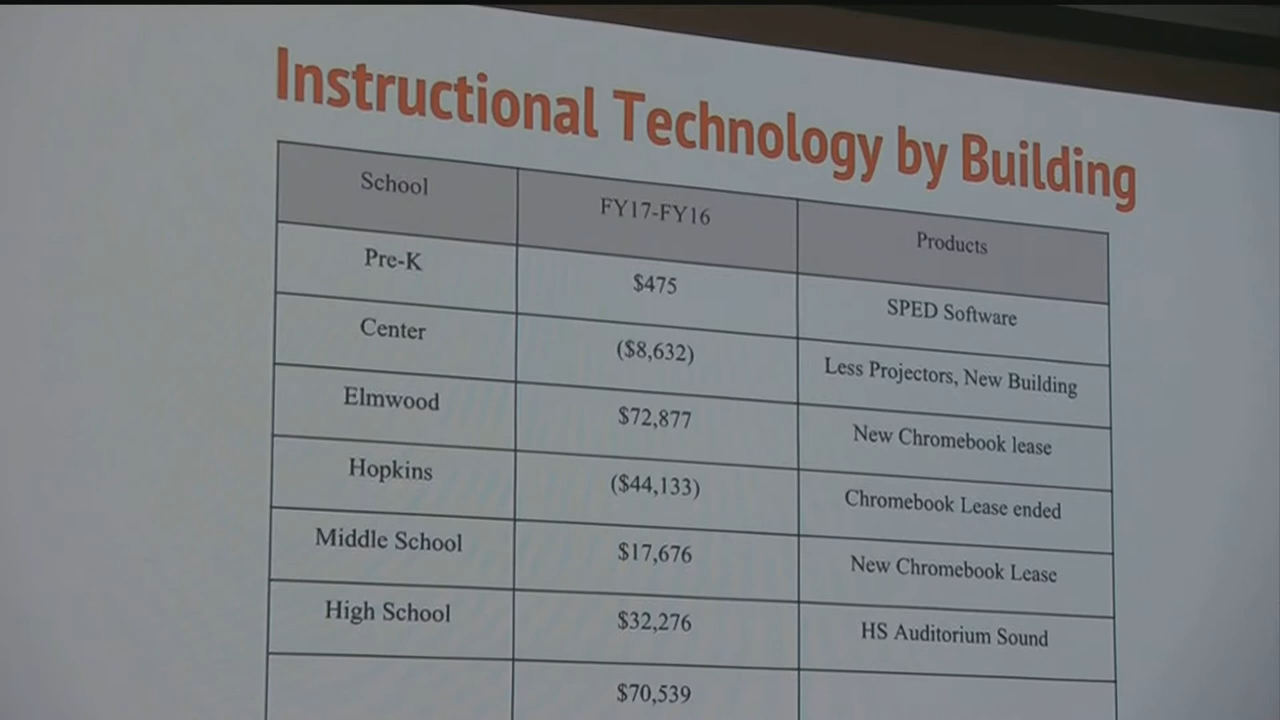 Instructional Technology by Building
School FY17-FY16 Products
Pre-K $475 SPED Software
Center ($8,632) Less Projectors, New Building
Elmwood $72,877 New Chromebook lease
Hopkins ($44,133) Chromebook Lease ended
Middle School $17,676 New Chromebook Lease
High School $32,276 HS Auditorium Sound
$70,539